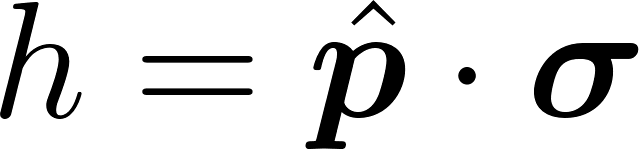 h = p̂ · σ